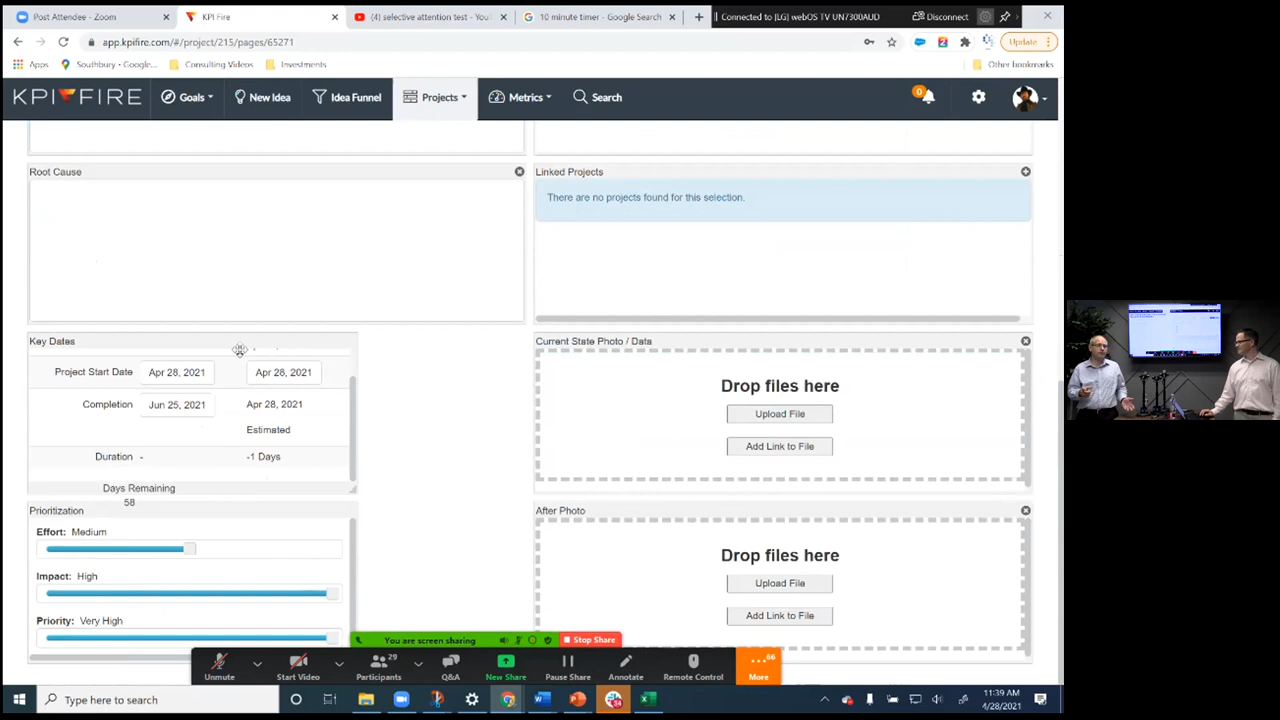 Post Attendee - Zoom
KPI Fire
(4) selective attention test - You
10 minute timer - Google Search
Connected to [LG] webOS TV UN7300AUD
Disconnect
app.kpifire.com/#/project/215/pages/65271
Update
Apps
Southbury - Google...
Consulting Videos
Investments
Other bookmarks
KPI FIRE
Goals
New Idea
Idea Funnel
Projects
Metrics
Search
0
Root Cause
Linked Projects
There are no projects found for this selection.
Key Dates
Current State Photo / Data
Project Start Date Apr 28, 2021 Apr 28, 2021
Completion Jun 25, 2021 Apr 28, 2021
Estimated
Duration - -1 Days
Days Remaining
58
Drop files here
Upload File
Add Link to File
Prioritization
After Photo
Effort: Medium
Impact: High
Priority: Very High
Drop files here
Upload File
Add Link to File
You are screen sharing
Stop Share
29
66
Unmute
Start Video
Participants
Q&A
New Share
Pause Share
Annotate
Remote Control
More
Type here to search
11:39 AM
4/28/2021